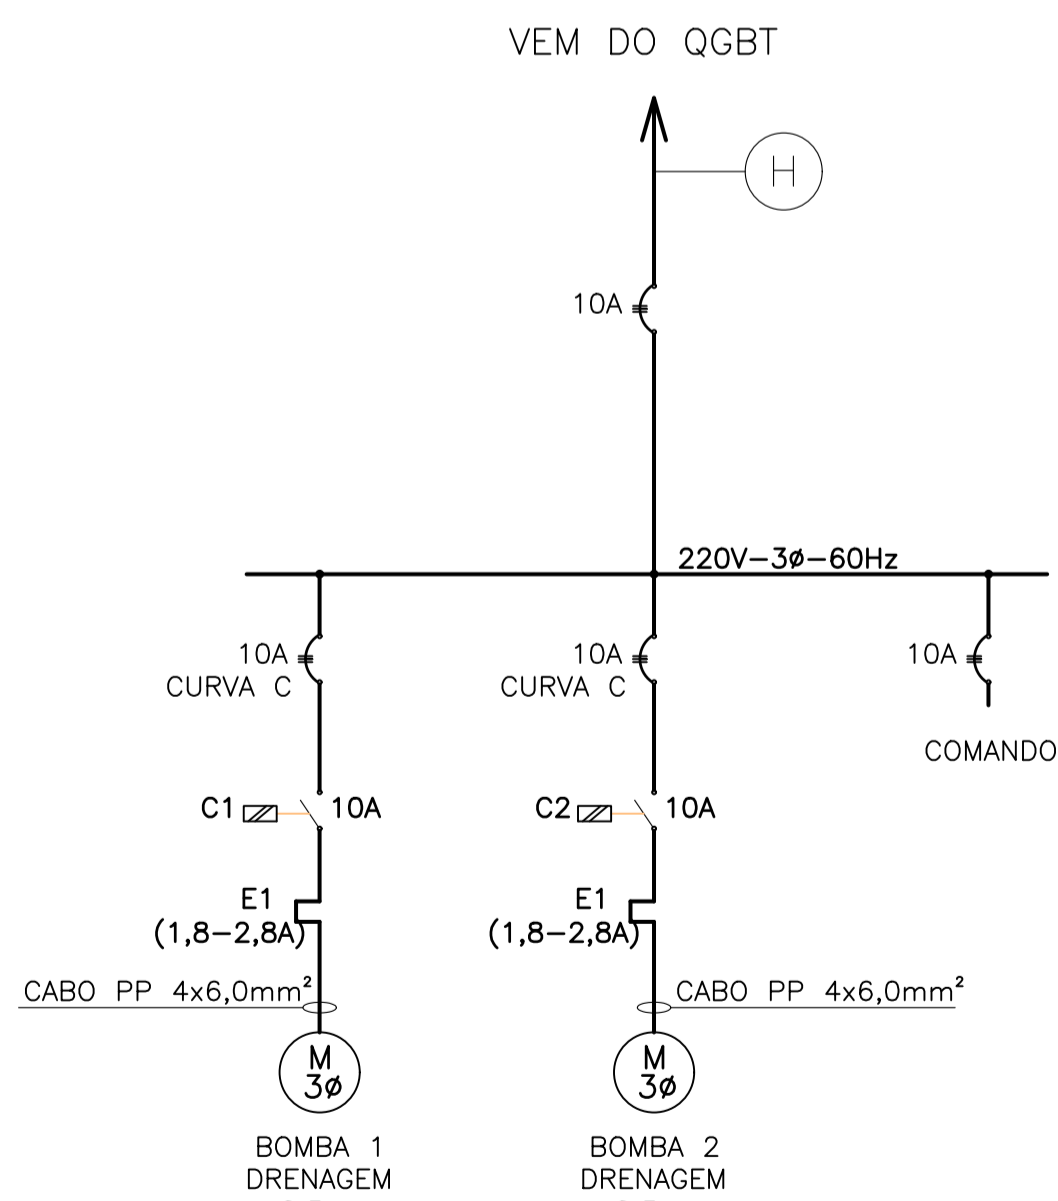 VEM DO QGBT
H
10A
220V-3ø-60Hz
10A
CURVA C
10A
CURVA C
10A
COMANDO
C1
10A
C2
10A
E1
(1,8-2,8A)
E1
(1,8-2,8A)
CABO PP 4x6,0mm²
CABO PP 4x6,0mm²
M
3ø
M
3ø
BOMBA 1
DRENAGEM
BOMBA 2
DRENAGEM